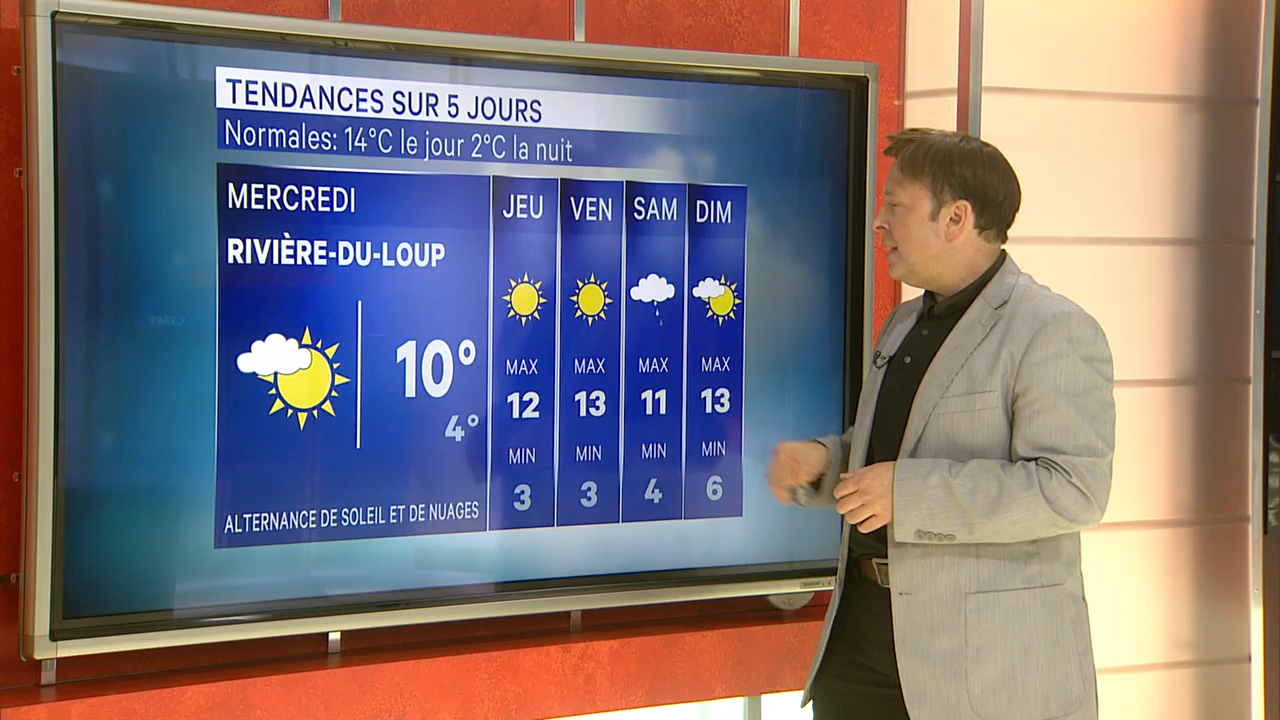 TENDANCES SUR 5 JOURS
Normales: 14°C le jour 2°C la nuit
MERCREDI
RIVIÈRE-DU-LOUP
10°
4°
ALTERNANCE DE SOLEIL ET DE NUAGES
JEU VEN SAM DIM
MAX MAX MAX MAX
12 13 11 13
MIN MIN MIN MIN
3 3 4 6